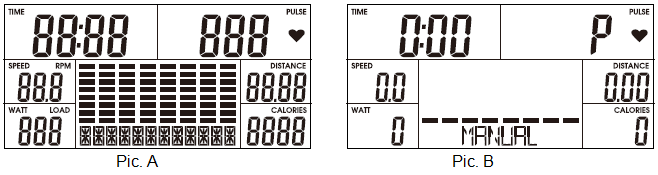 TIME PULSE
88:88 888
SPEED RPM DISTANCE
88.8 88.88
WATT LOAD CALORIES
888 8888
Pic. A
TIME PULSE
0:00 P
SPEED DISTANCE
0.0 0.00
WATT CALORIES
0 MANUAL 0
Pic. B